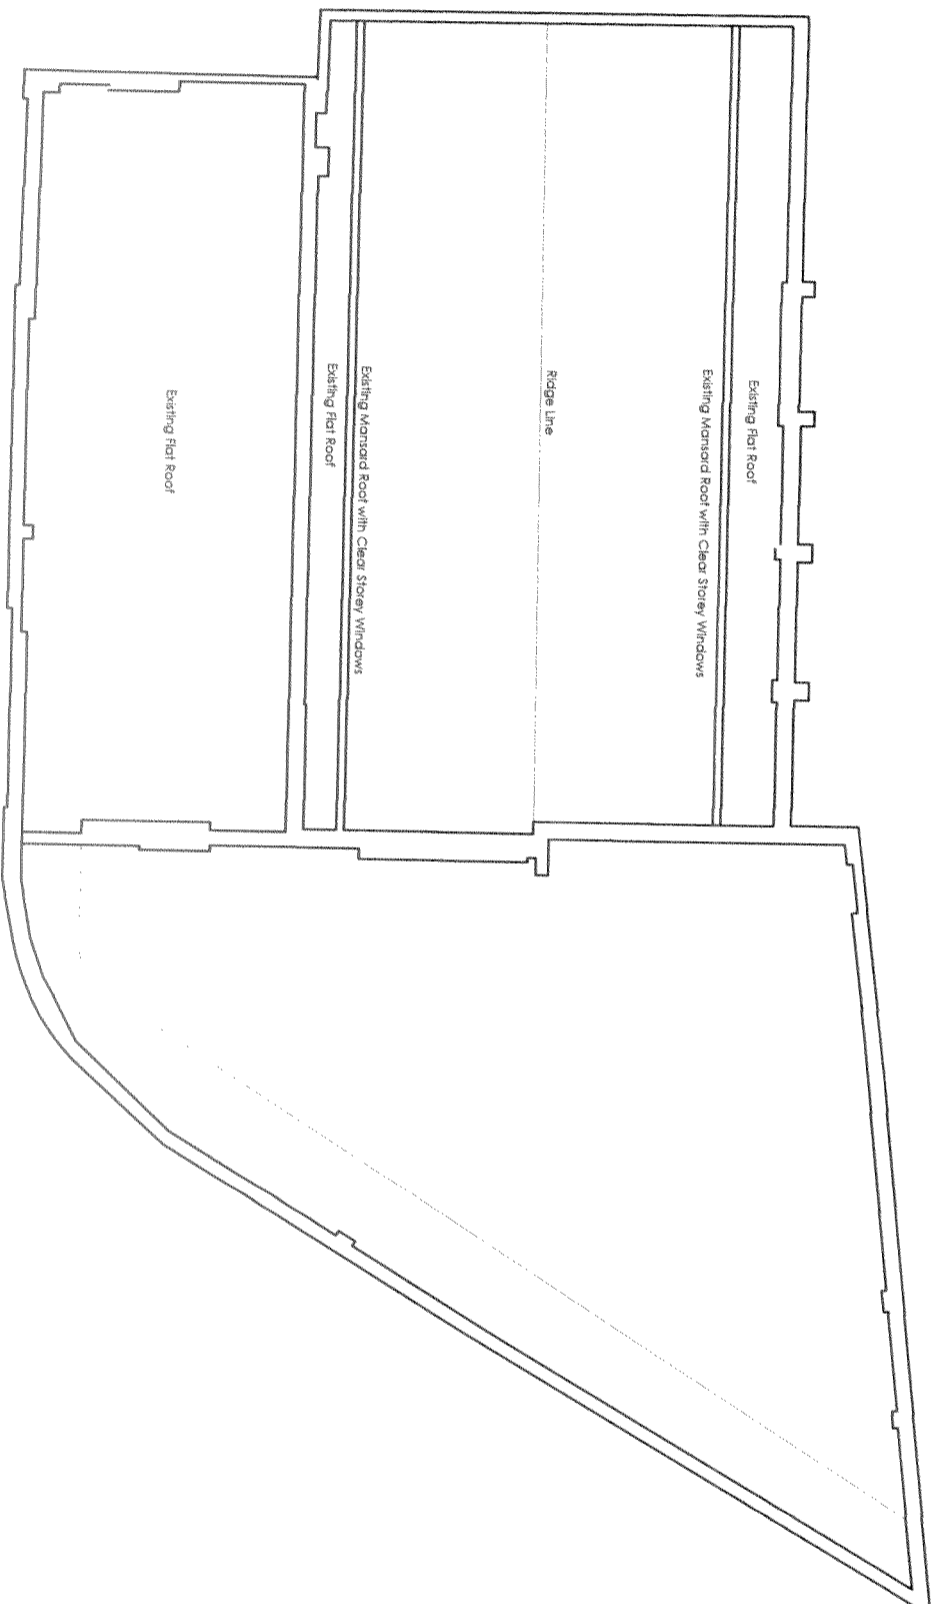 Existing Flat Roof
Existing Mansard Roof with Clear Storey Windows
Ridge Line
Existing Mansard Roof with Clear Storey Windows
Existing Flat Roof
Existing Flat Roof